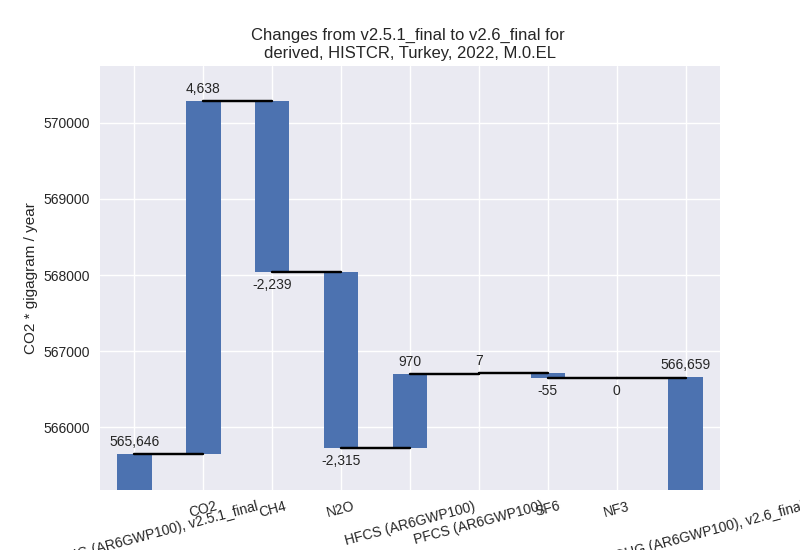 Changes from v2.5.1_final to v2.6_final for
derived, HISTCR, Turkey, 2022, M.0.EL
CO2 * gigagram / year
570000
569000
568000
567000
566000
565,646
4,638
-2,239
-2,315
970
7
-55
0
566,659
(AR6GWP100), v2.5.1_final
CO2
CH4
N2O
HFCS (AR6GWP100)
PFCS (AR6GWP100)
SF6
NF3
(AR6GWP100), v2.6_final